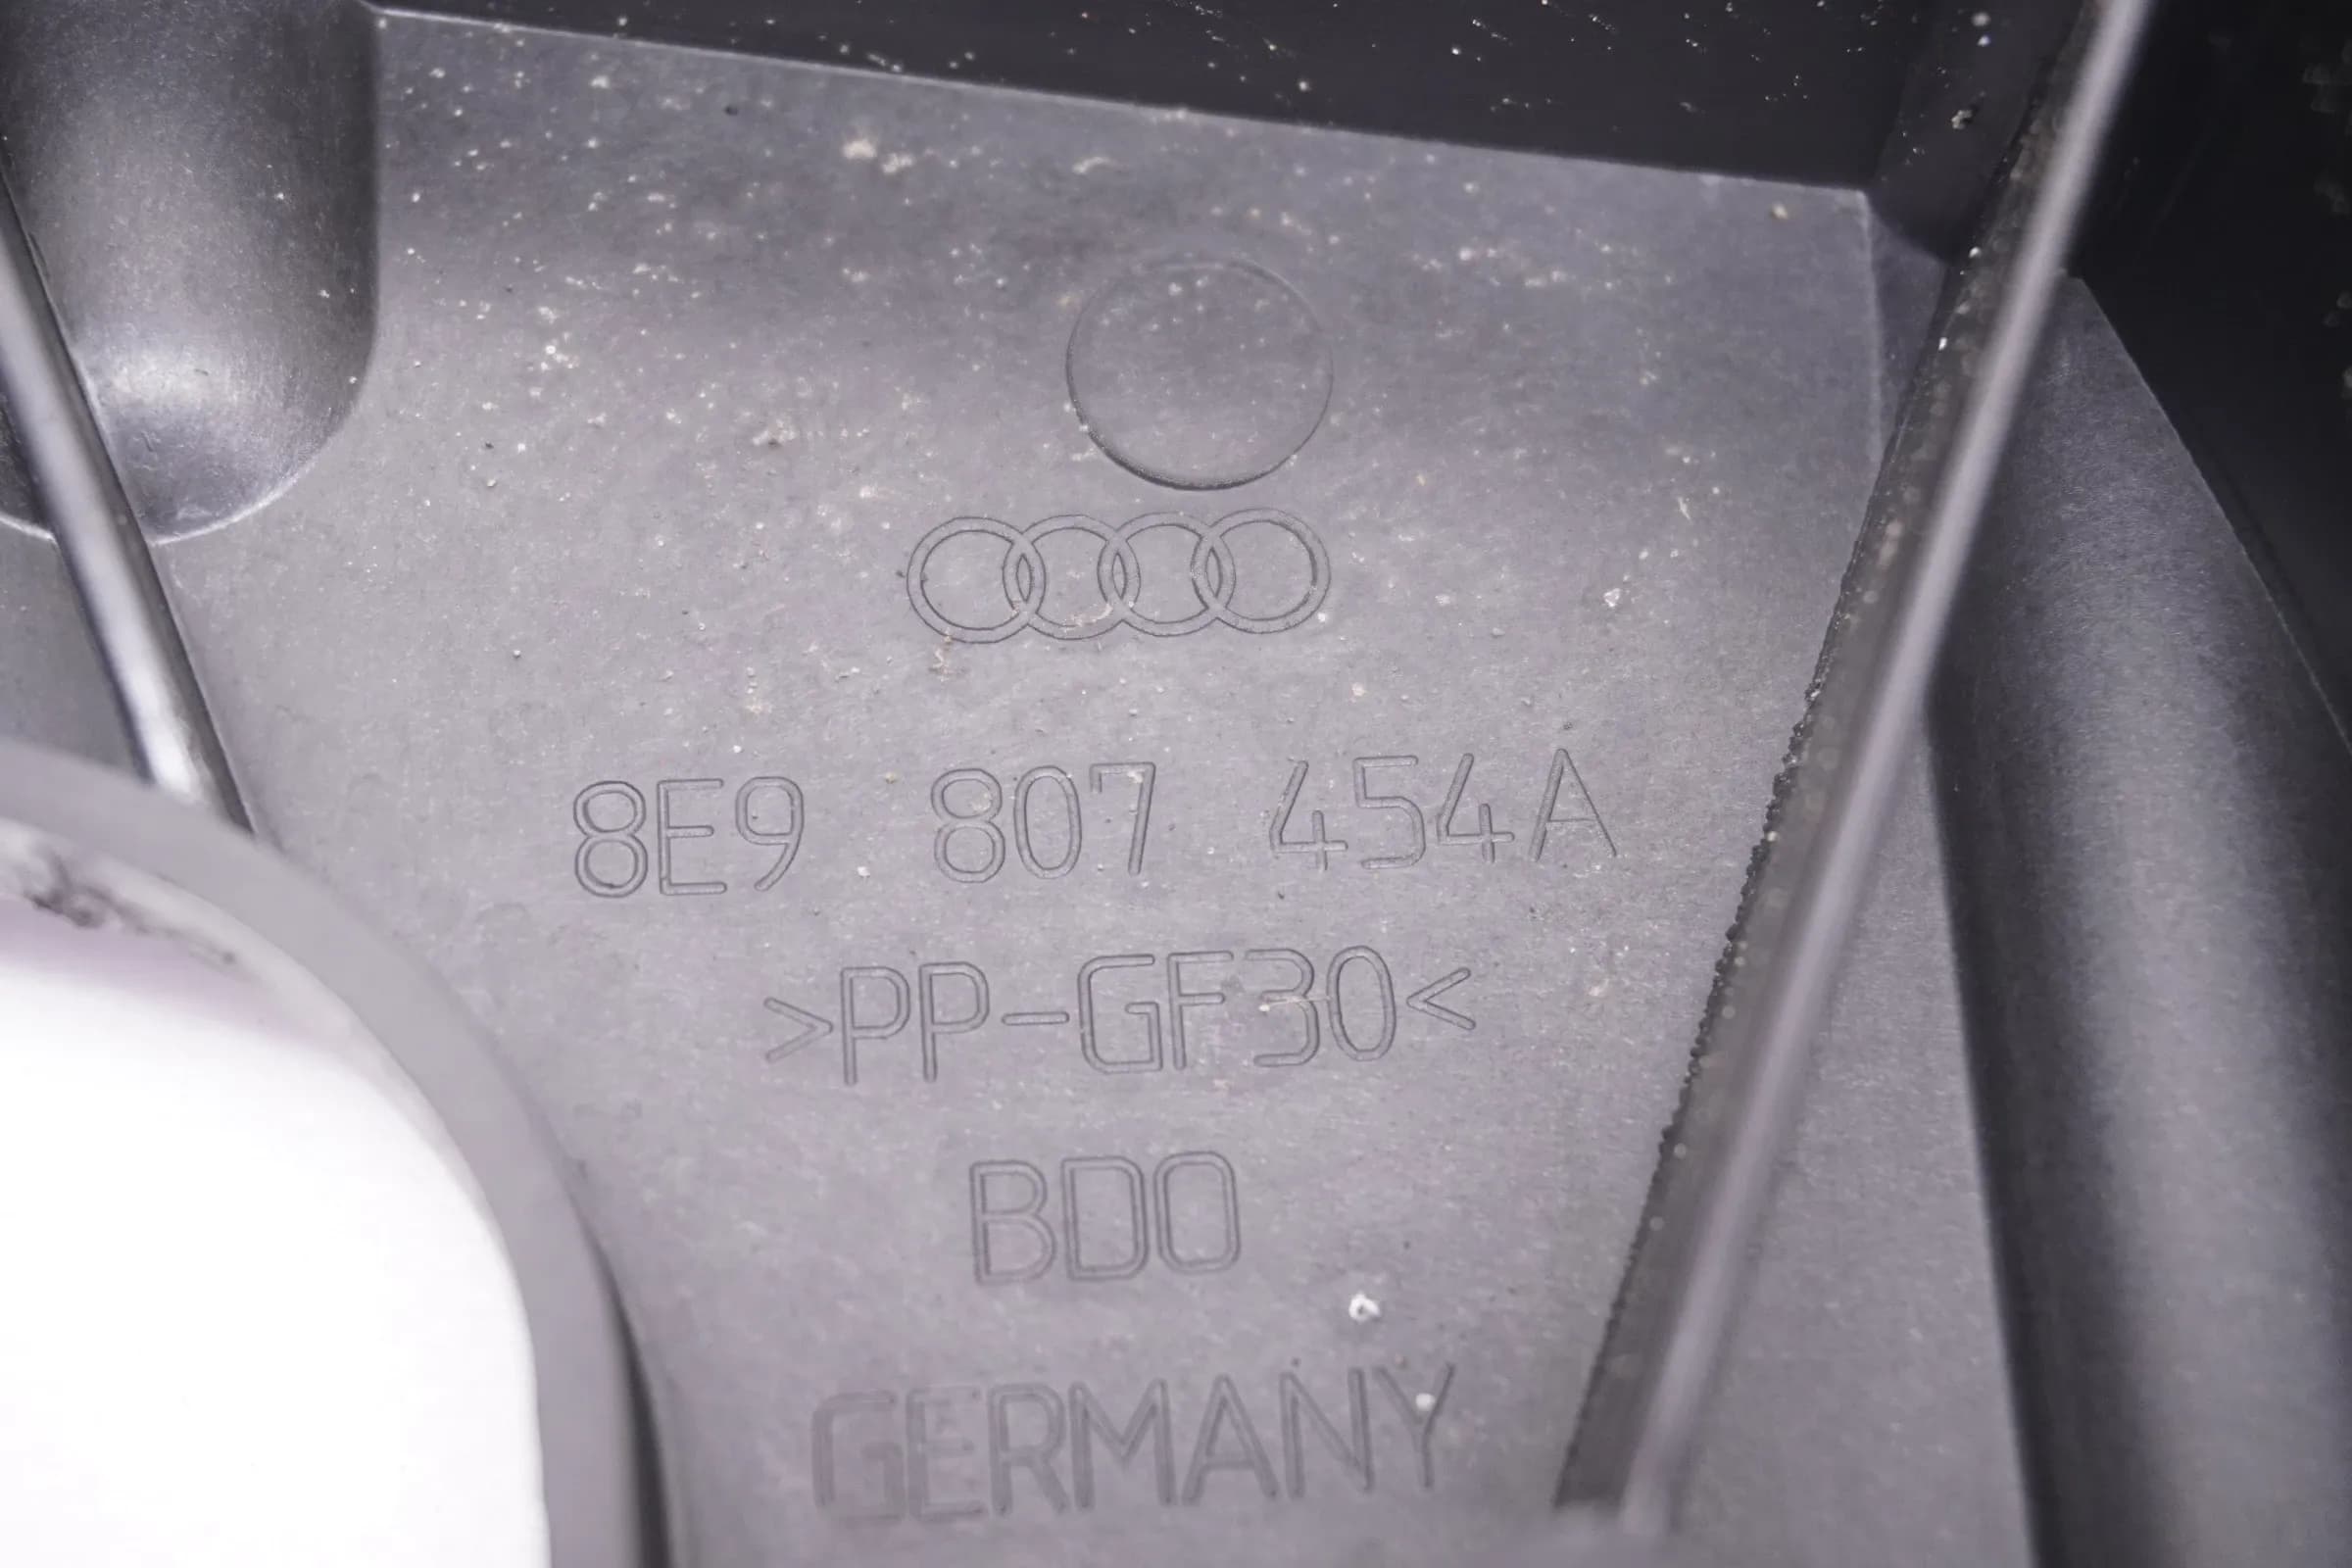 8E9 807 454A
>PP-GF30<
BDO
GERMANY